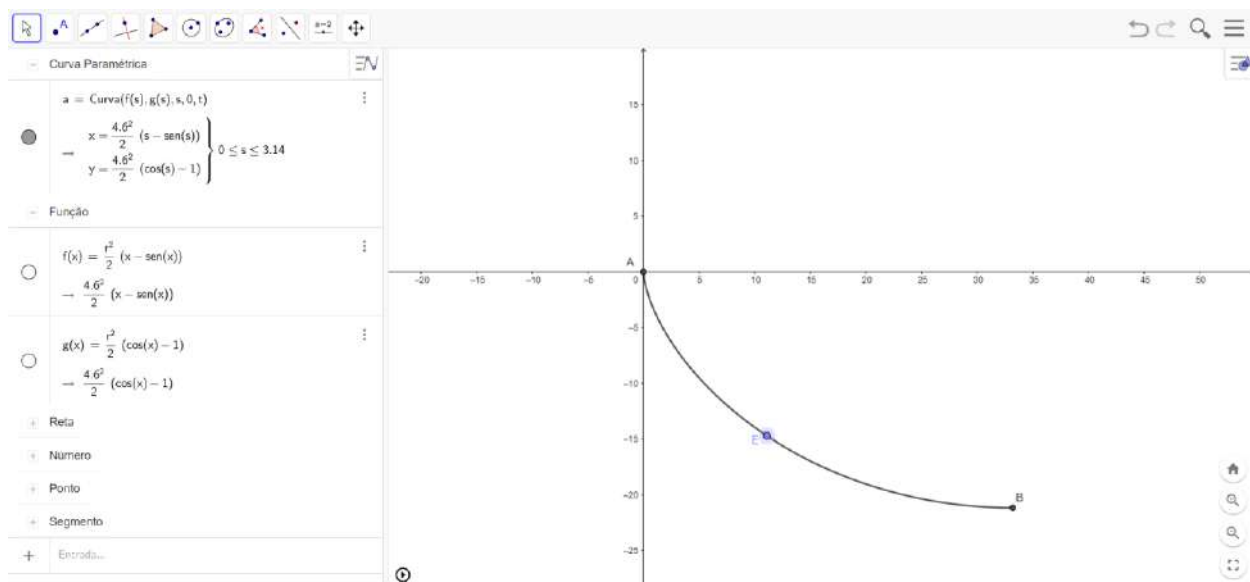 A
a=2
Curva Paramétrica
a = Curva(f(s), g(s), s, 0, t)
→ x = 4.6²/2 (s − sen(s))
y = 4.6²/2 (cos(s) − 1)
} 0 ≤ s ≤ 3.14
Função
f(x) = r²/2 (x − sen(x))
→ 4.6²/2 (x − sen(x))
g(x) = r²/2 (cos(x) − 1)
→ 4.6²/2 (cos(x) − 1)
Reta
Número
Ponto
Segmento
Entrada...
15
10
5
A
−20 −15 −10 −5 0 5 10 15 20 25 30 35 40 45 50
−5
−10
E
−15
−20
B
−25